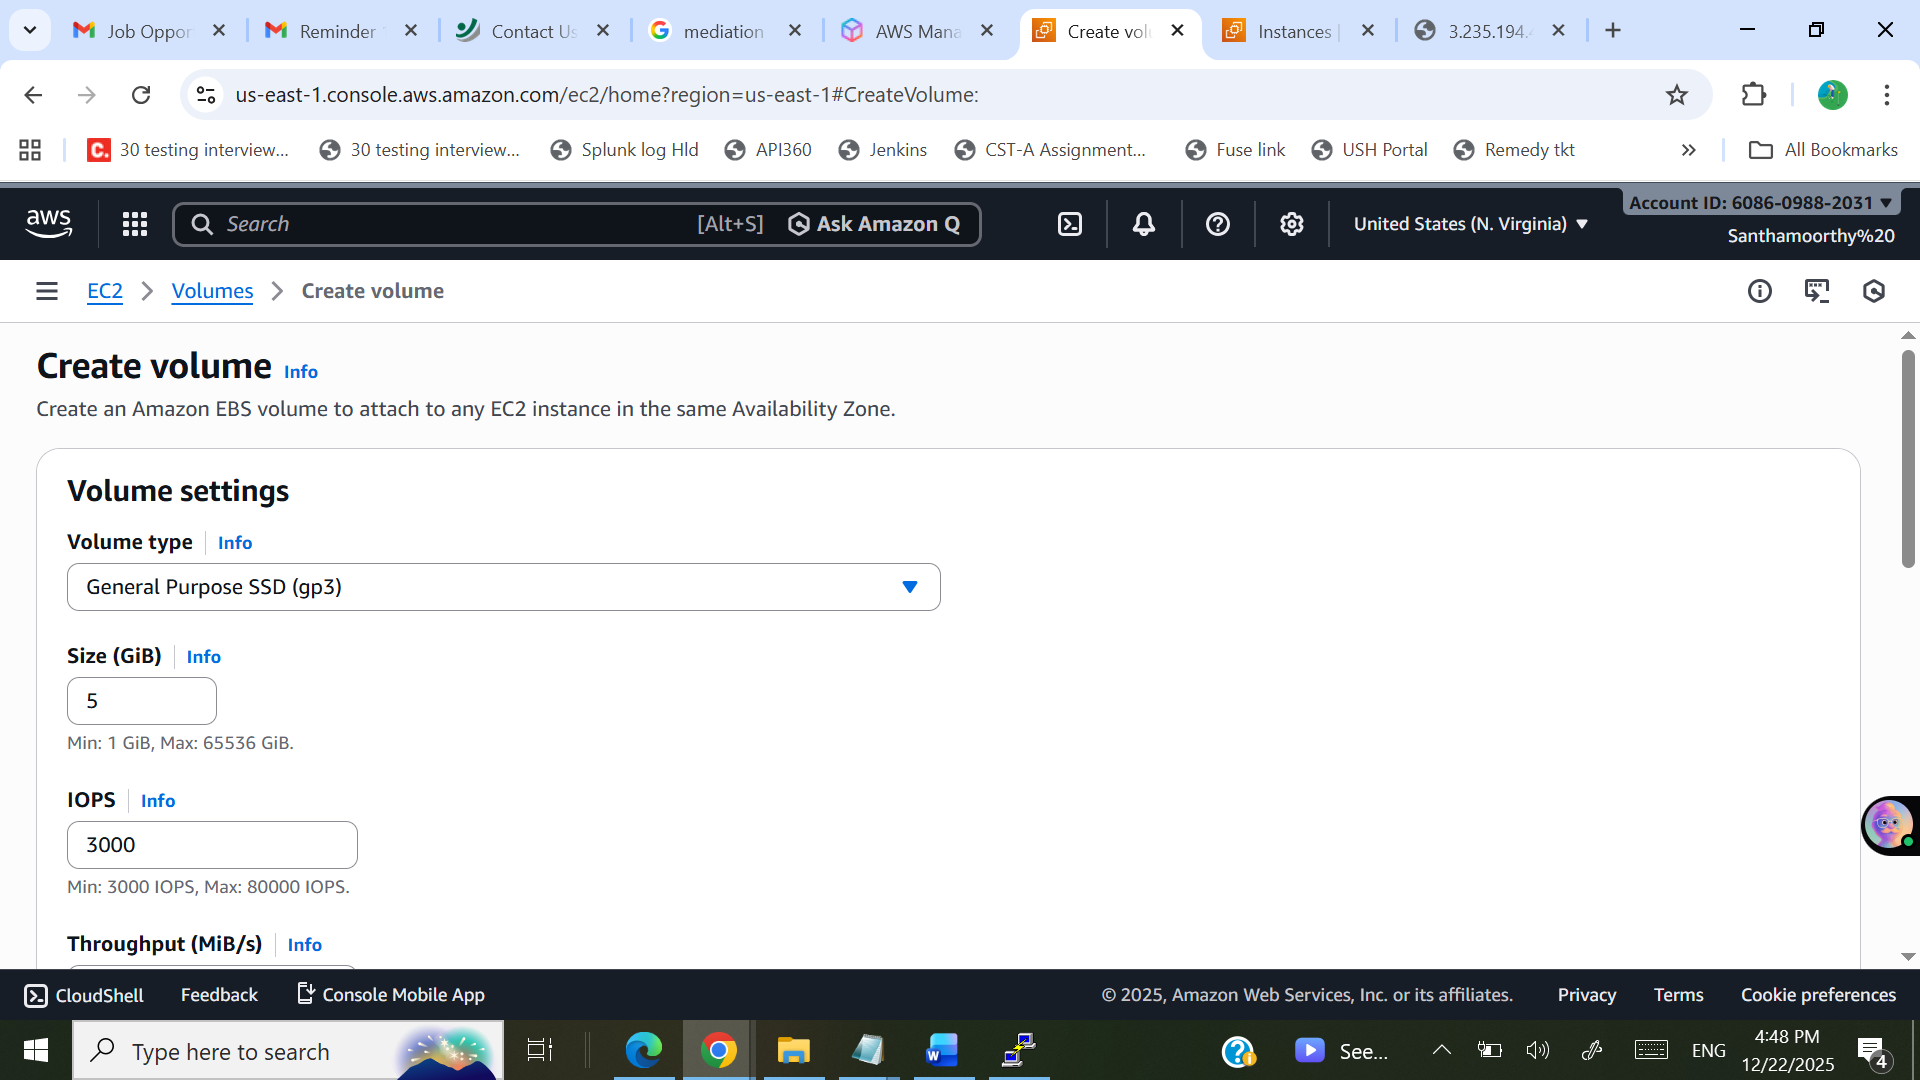 Job Oppor
Reminder
Contact Us
mediation
AWS Mana
Create volu
Instances |
3.235.194.4
us-east-1.console.aws.amazon.com/ec2/home?region=us-east-1#CreateVolume:
30 testing interview...
30 testing interview...
Splunk log Hld
API360
Jenkins
CST-A Assignment...
Fuse link
USH Portal
Remedy tkt
All Bookmarks
aws
Search
[Alt+S]
Ask Amazon Q
United States (N. Virginia)
Account ID: 6086-0988-2031
Santhamoorthy%20
EC2
Volumes
Create volume
Create volume Info
Create an Amazon EBS volume to attach to any EC2 instance in the same Availability Zone.
Volume settings
Volume type Info
General Purpose SSD (gp3)
Size (GiB) Info
5
Min: 1 GiB, Max: 65536 GiB.
IOPS Info
3000
Min: 3000 IOPS, Max: 80000 IOPS.
Throughput (MiB/s) Info
CloudShell
Feedback
Console Mobile App
© 2025, Amazon Web Services, Inc. or its affiliates.
Privacy
Terms
Cookie preferences
Type here to search
See...
ENG
4:48 PM
12/22/2025
4